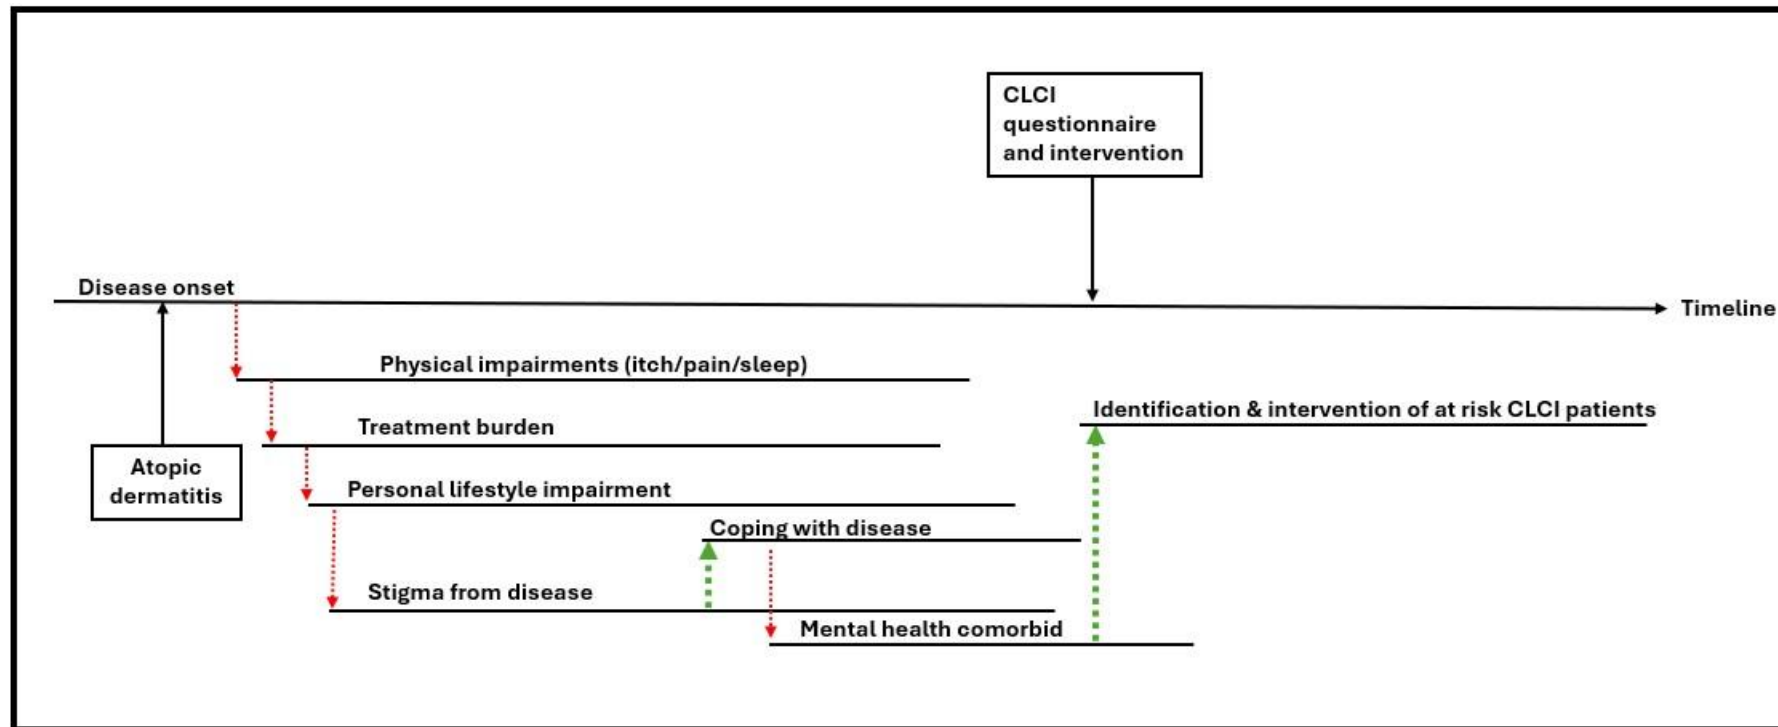 CLCI
questionnaire
and intervention
Disease onset
Timeline
Physical impairments (itch/pain/sleep)
Identification & intervention of at risk CLCI patients
Treatment burden
Atopic
dermatitis
Personal lifestyle impairment
Coping with disease
Stigma from disease
Mental health comorbid